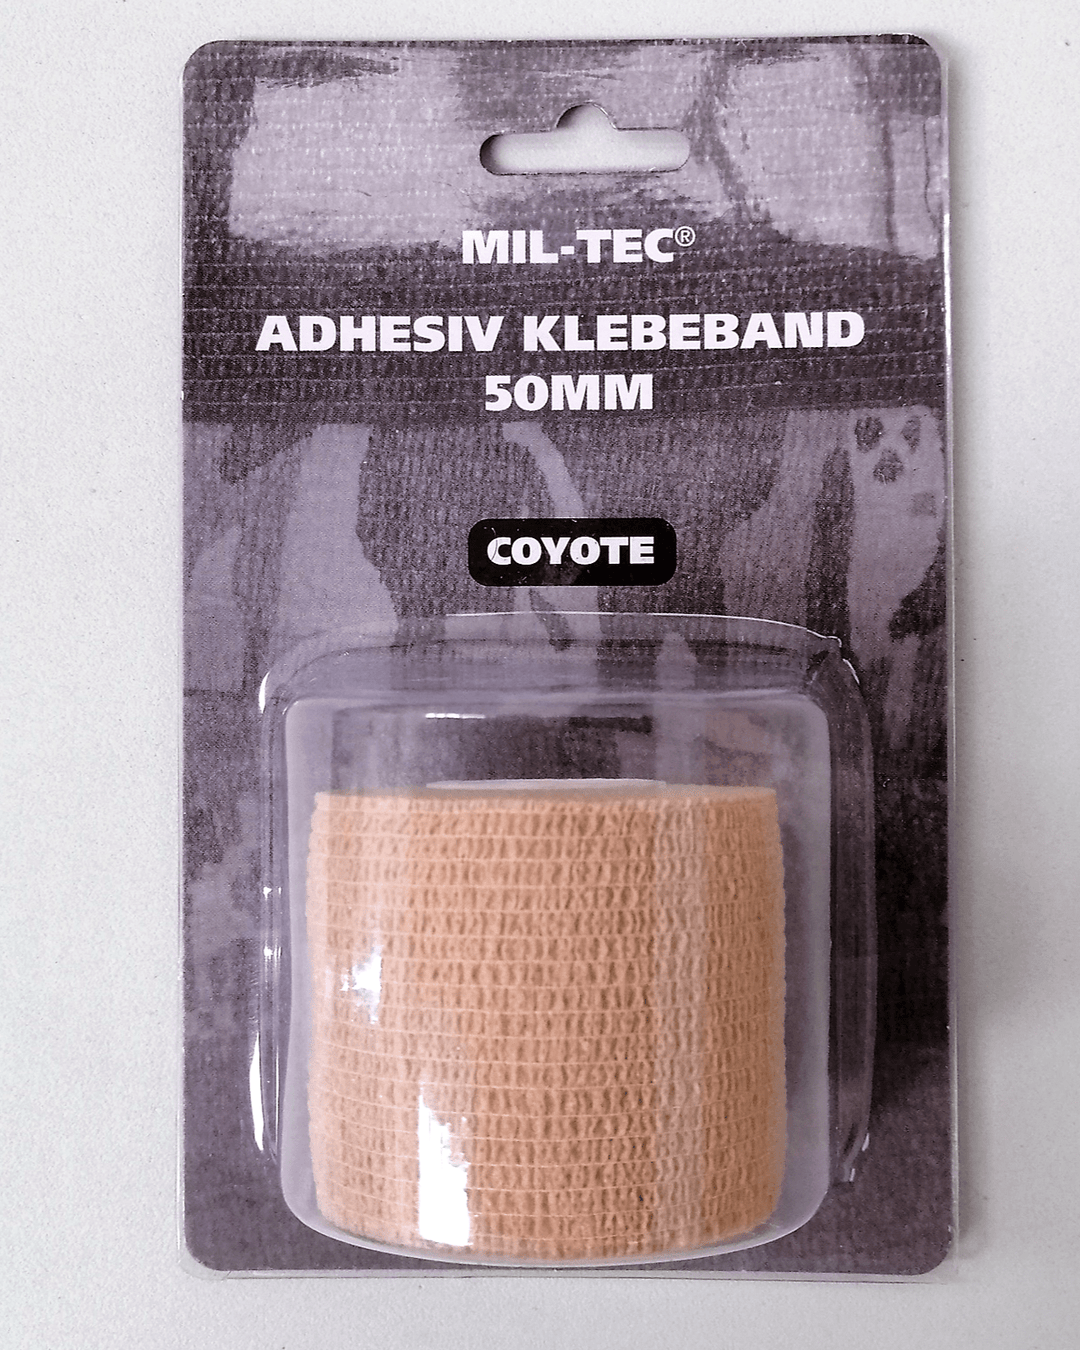 MIL-TEC®
ADHESIV KLEBEBAND
50MM
COYOTE